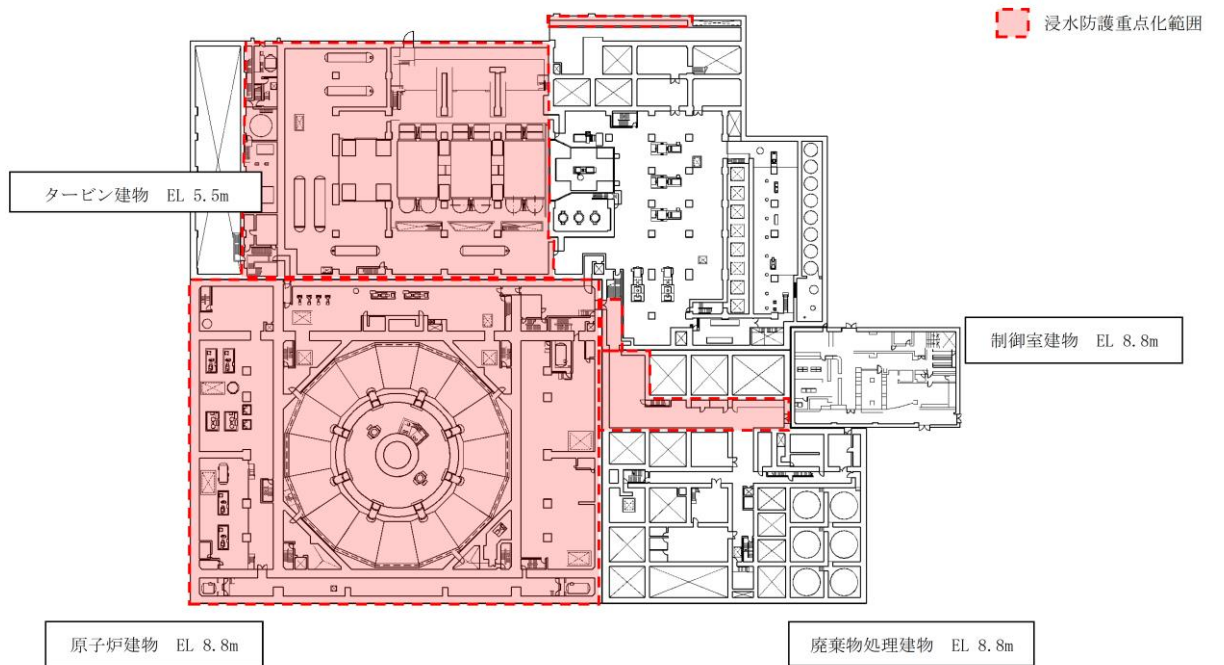 浸水防護重点化範囲
タービン建物 EL 5.5m
制御室建物 EL 8.8m
原子炉建物 EL 8.8m
廃棄物処理建物 EL 8.8m